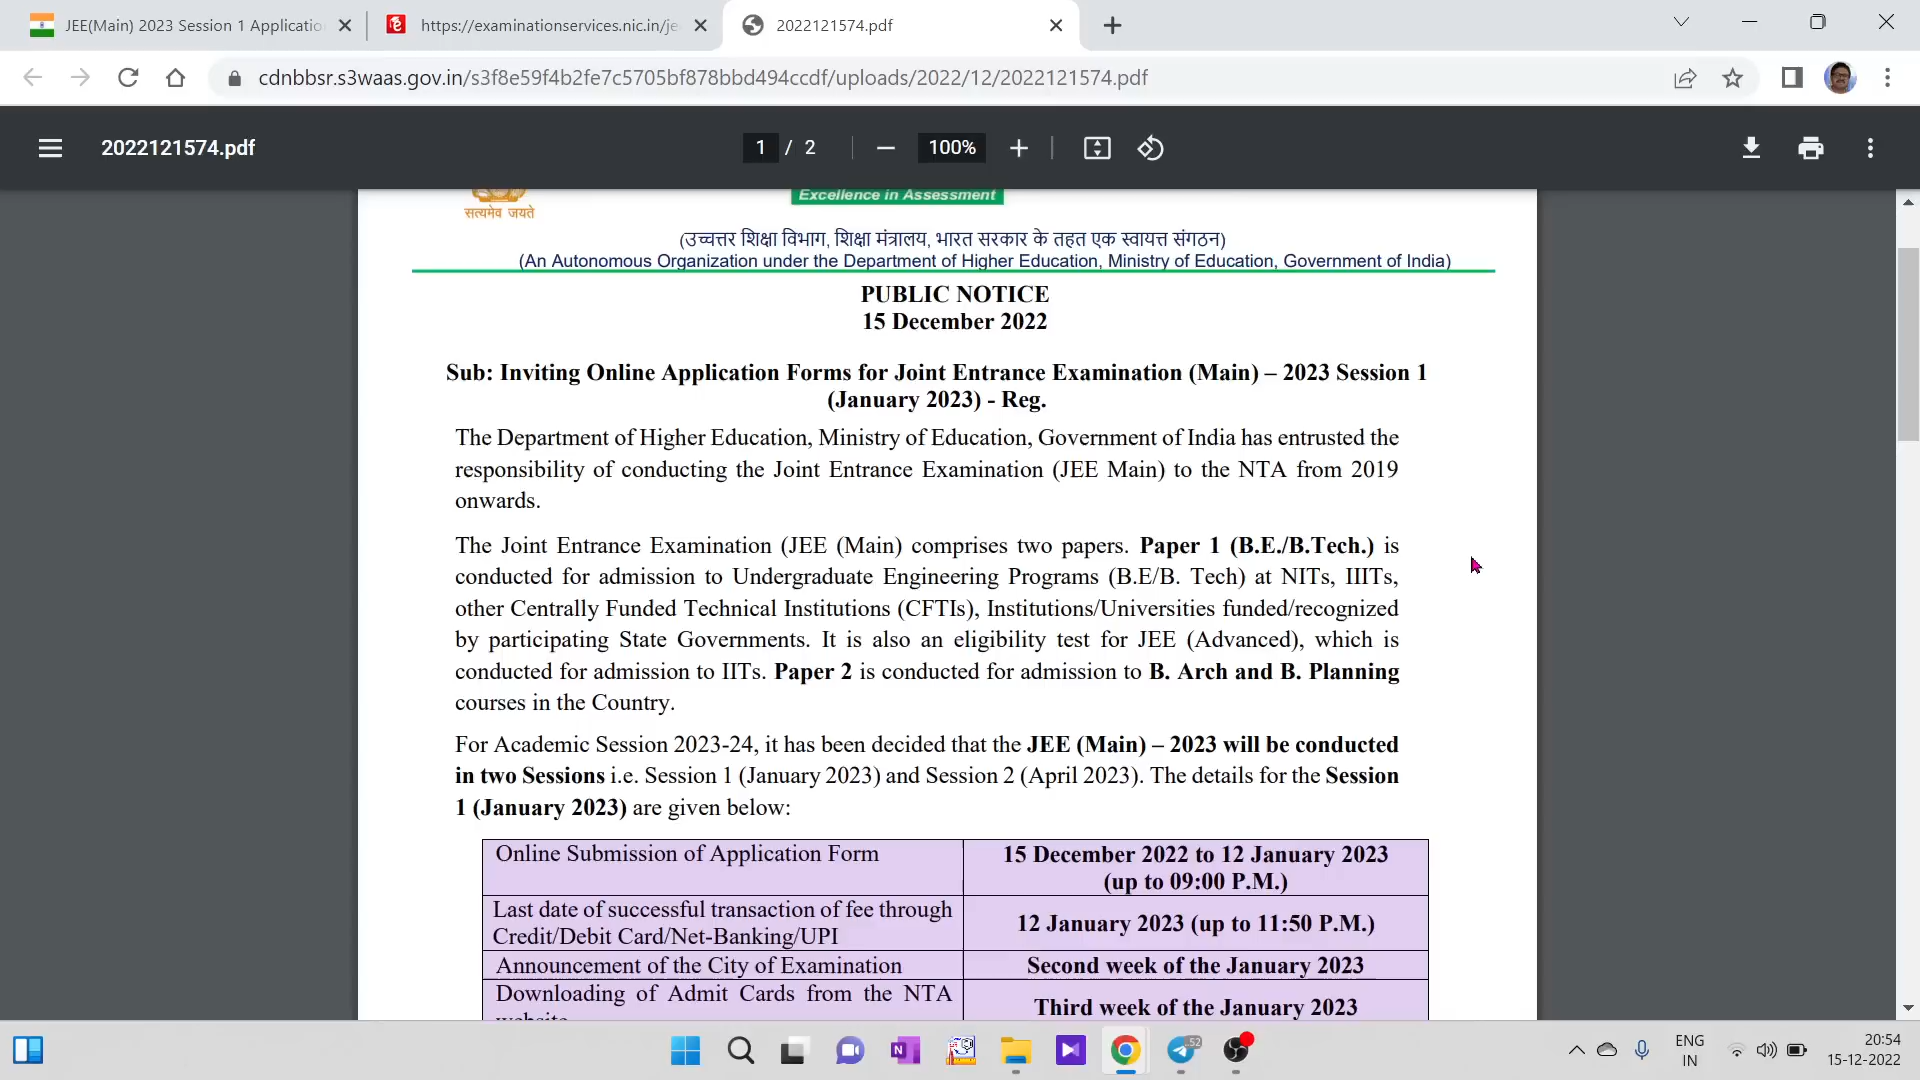 JEE(Main) 2023 Session 1 Applicatio
https://examinationservices.nic.in/je
2022121574.pdf
cdnbbsr.s3waas.gov.in/s3f8e59f4b2fe7c5705bf878bbd494ccdf/uploads/2022/12/2022121574.pdf
2022121574.pdf
1 / 2
100%
सत्यमेव जयते
Excellence in Assessment
(उच्चत्तर शिक्षा विभाग, शिक्षा मंत्रालय, भारत सरकार के तहत एक स्वायत्त संगठन)
(An Autonomous Organization under the Department of Higher Education, Ministry of Education, Government of India)
PUBLIC NOTICE
15 December 2022
Sub: Inviting Online Application Forms for Joint Entrance Examination (Main) – 2023 Session 1
(January 2023) - Reg.
The Department of Higher Education, Ministry of Education, Government of India has entrusted the
responsibility of conducting the Joint Entrance Examination (JEE Main) to the NTA from 2019
onwards.
The Joint Entrance Examination (JEE (Main) comprises two papers. Paper 1 (B.E./B.Tech.) is
conducted for admission to Undergraduate Engineering Programs (B.E/B. Tech) at NITs, IIITs,
other Centrally Funded Technical Institutions (CFTIs), Institutions/Universities funded/recognized
by participating State Governments. It is also an eligibility test for JEE (Advanced), which is
conducted for admission to IITs. Paper 2 is conducted for admission to B. Arch and B. Planning
courses in the Country.
For Academic Session 2023-24, it has been decided that the JEE (Main) – 2023 will be conducted
in two Sessions i.e. Session 1 (January 2023) and Session 2 (April 2023). The details for the Session
1 (January 2023) are given below:
Online Submission of Application Form
15 December 2022 to 12 January 2023
(up to 09:00 P.M.)
Last date of successful transaction of fee through
Credit/Debit Card/Net-Banking/UPI
12 January 2023 (up to 11:50 P.M.)
Announcement of the City of Examination
Second week of the January 2023
Downloading of Admit Cards from the NTA
website
Third week of the January 2023
52
ENG
IN
20:54
15-12-2022